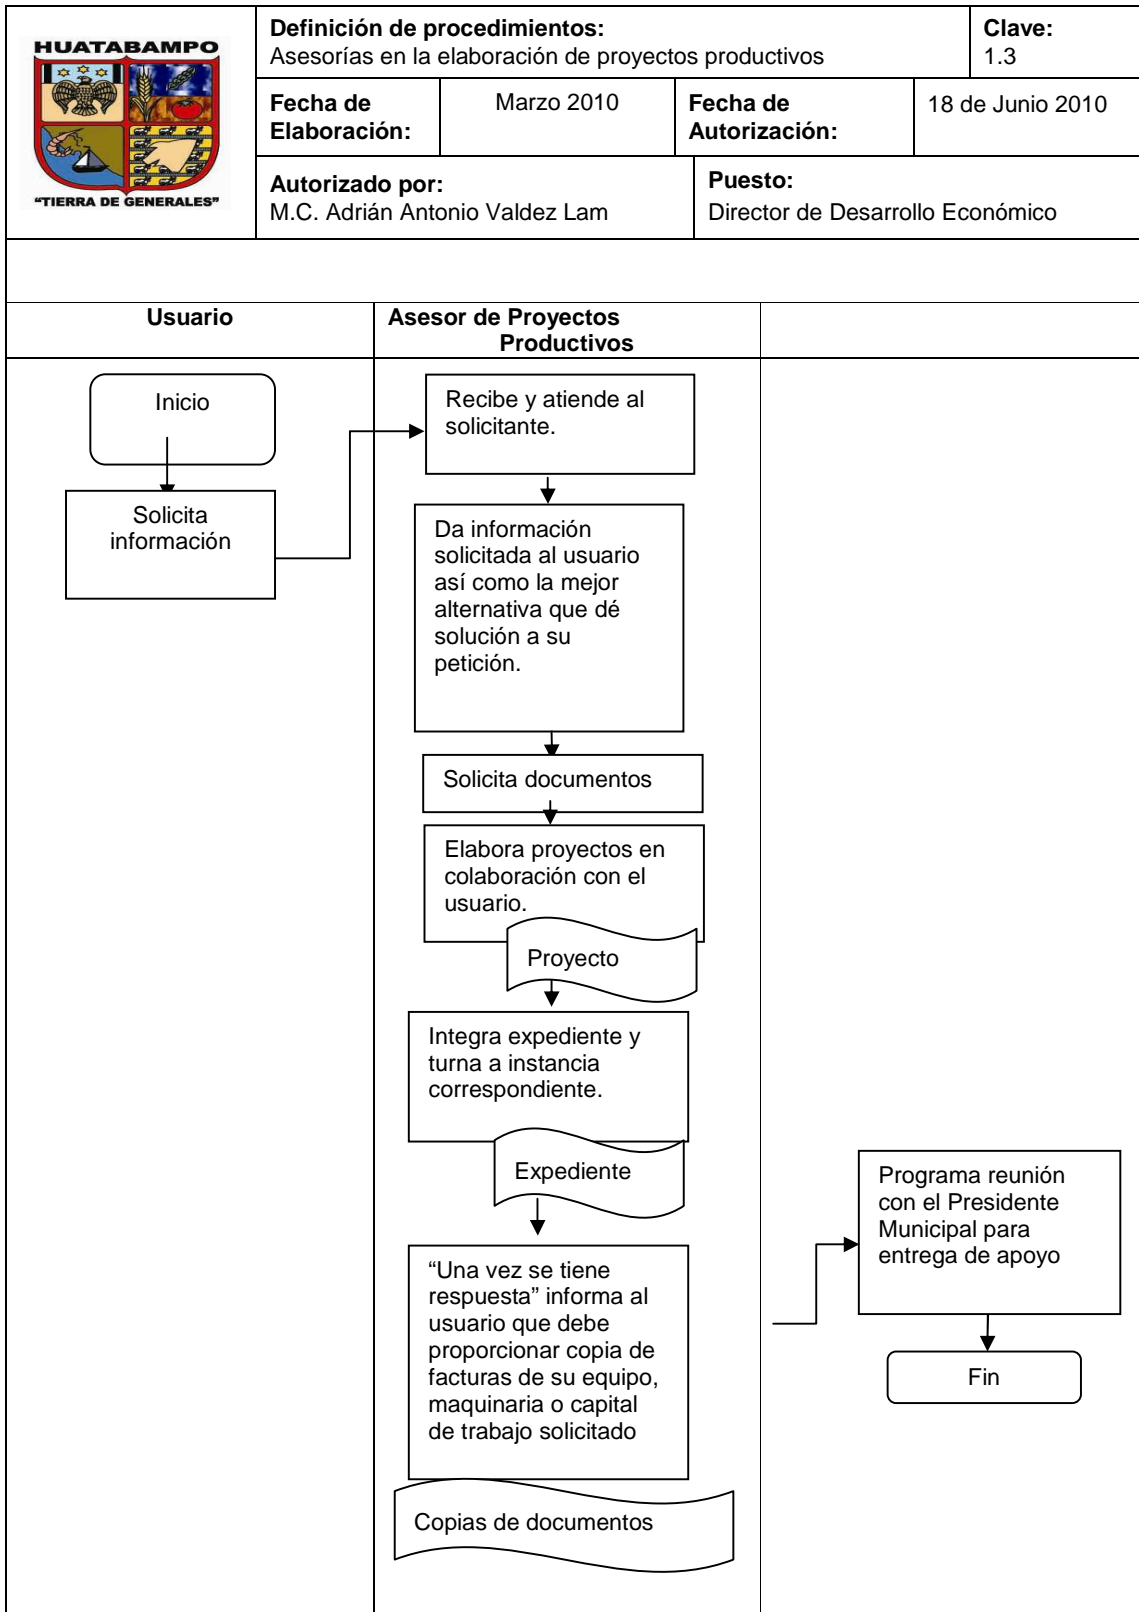 HUATABAMPO
"TIERRA DE GENERALES"
Definición de procedimientos:
Asesorías en la elaboración de proyectos productivos
Clave:
1.3
Fecha de
Elaboración:
Marzo 2010
Fecha de
Autorización:
18 de Junio 2010
Autorizado por:
M.C. Adrián Antonio Valdez Lam
Puesto:
Director de Desarrollo Económico
Usuario
Asesor de Proyectos
Productivos
Inicio
Solicita
información
Recibe y atiende al
solicitante.
Da información
solicitada al usuario
así como la mejor
alternativa que dé
solución a su
petición.
Solicita documentos
Elabora proyectos en
colaboración con el
usuario.
Proyecto
Integra expediente y
turna a instancia
correspondiente.
Expediente
“Una vez se tiene
respuesta” informa al
usuario que debe
proporcionar copia de
facturas de su equipo,
maquinaria o capital
de trabajo solicitado
Copias de documentos
Programa reunión
con el Presidente
Municipal para
entrega de apoyo
Fin